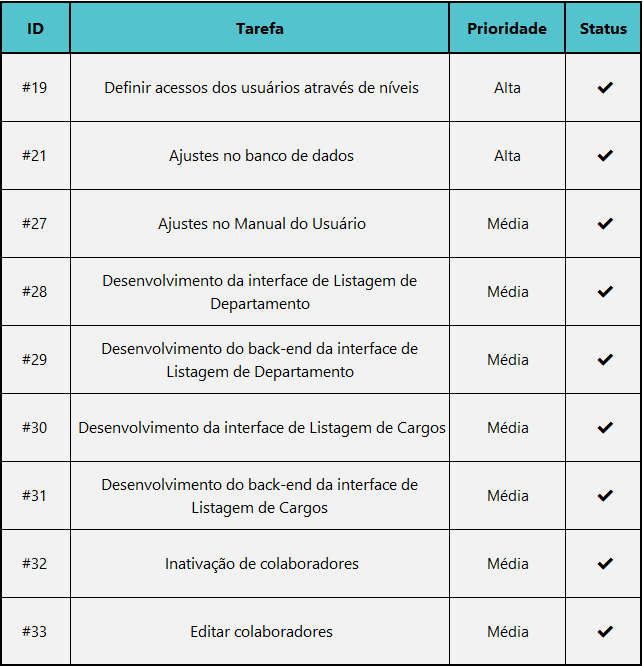 ID Tarefa Prioridade Status
#19 Definir acessos dos usuários através de níveis Alta ✔
#21 Ajustes no banco de dados Alta ✔
#27 Ajustes no Manual do Usuário Média ✔
#28 Desenvolvimento da interface de Listagem de
Departamento Média ✔
#29 Desenvolvimento do back-end da interface de
Listagem de Departamento Média ✔
#30 Desenvolvimento da interface de Listagem de Cargos Média ✔
#31 Desenvolvimento do back-end da interface de
Listagem de Cargos Média ✔
#32 Inativação de colaboradores Média ✔
#33 Editar colaboradores Média ✔